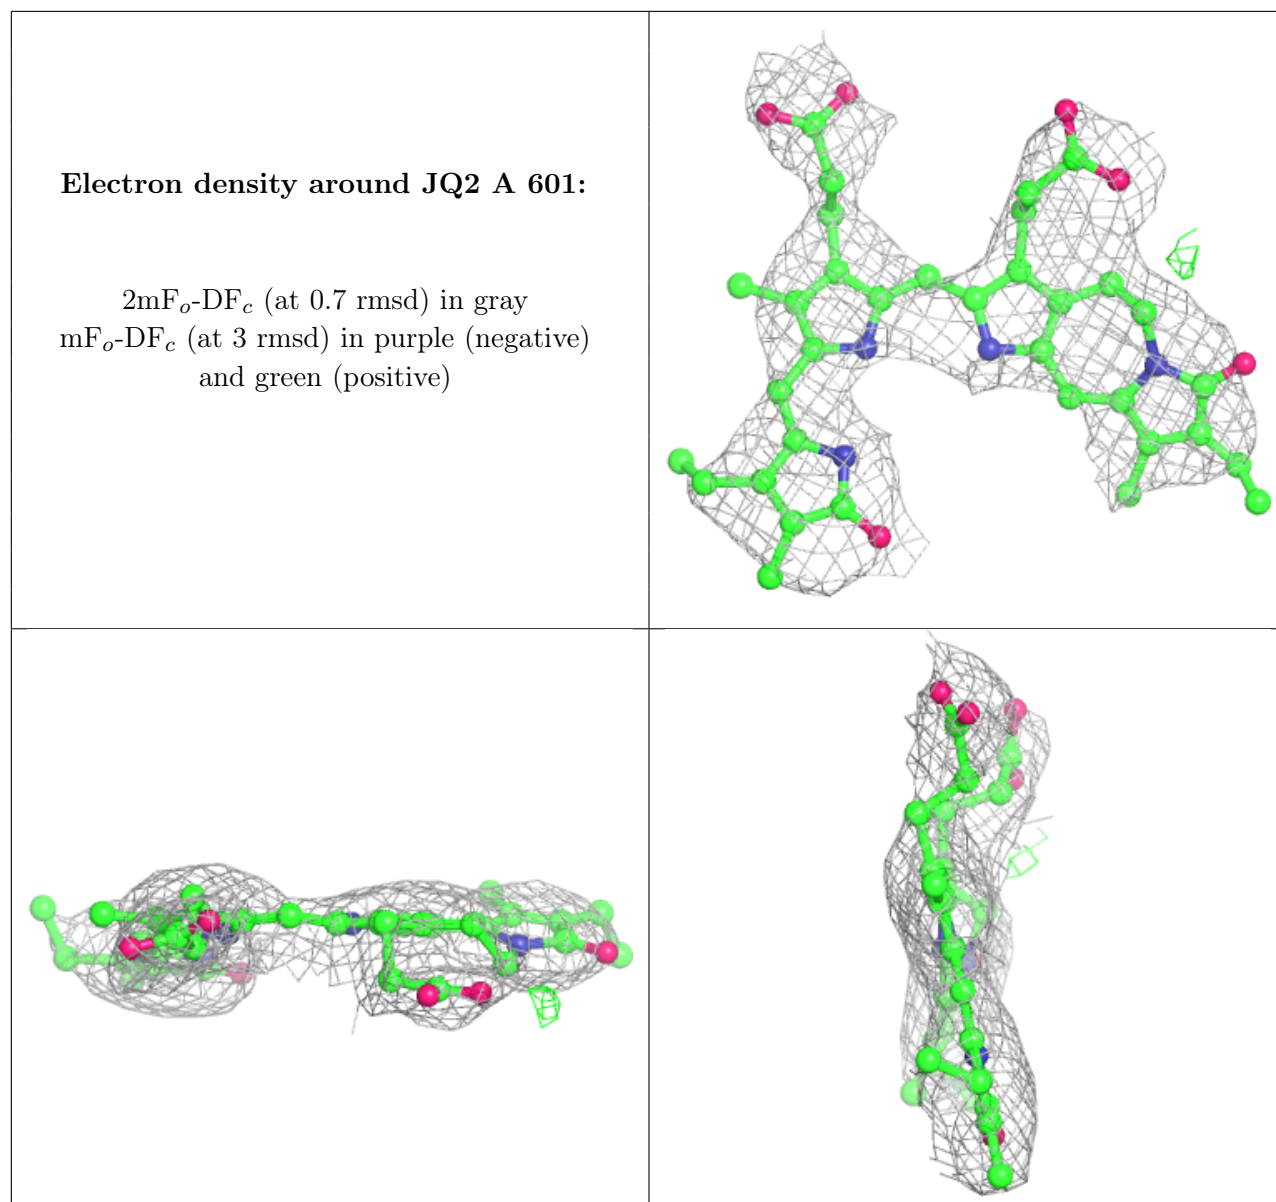 Electron density around JQ2 A 601:
2mF_o-DF_c (at 0.7 rmsd) in gray
mF_o-DF_c (at 3 rmsd) in purple (negative)
and green (positive)